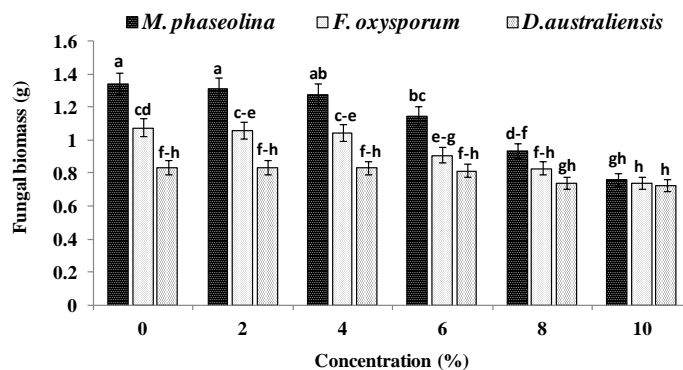 M. phaseolina F. oxysporum D.australiensis
Fungal biomass (g)
1.6
1.4
1.2
1
0.8
0.6
0.4
0.2
0
a cd f-h
a c-e f-h
ab c-e f-h
bc e-g f-h
d-f f-h gh
gh h h
0 2 4 6 8 10
Concentration (%)